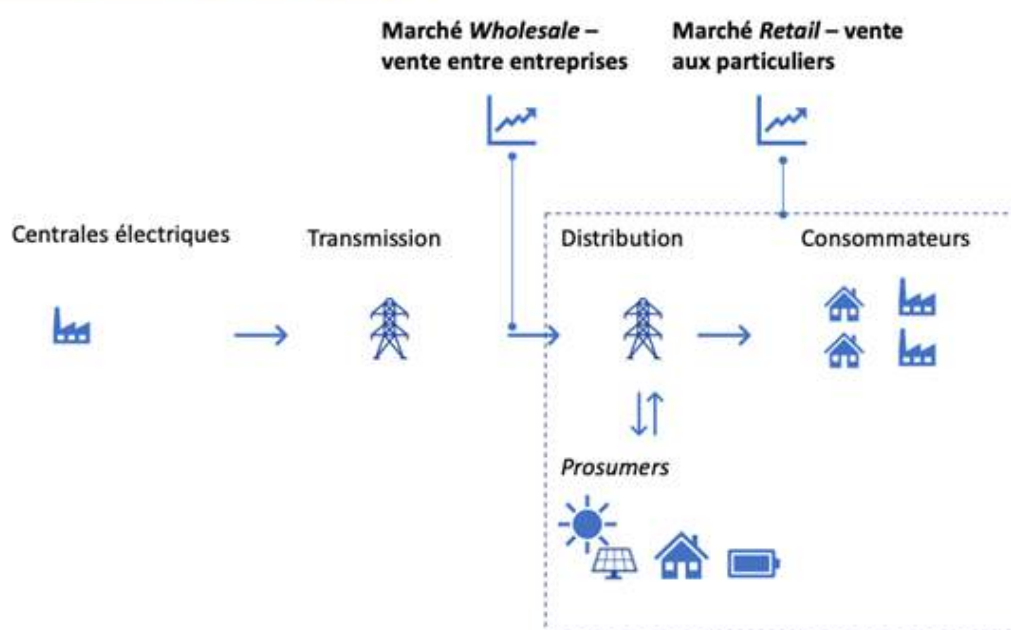 Marché Wholesale –
vente entre entreprises
Marché Retail – vente
aux particuliers
Centrales électriques
Transmission
Distribution
Consommateurs
Prosumers